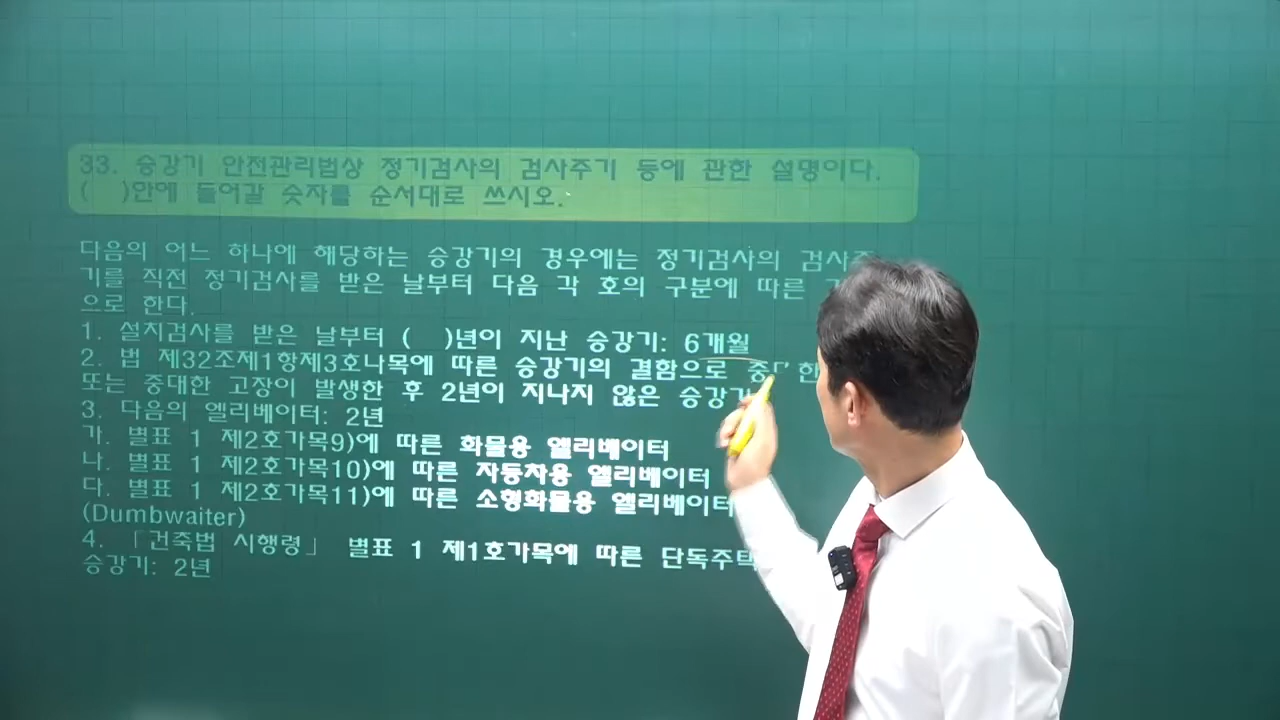 33. 승강기 안전관리법상 정기검사의 검사주기 등에 관한 설명이다.
(  )안에 들어갈 숫자를 순서대로 쓰시오.
다음의 어느 하나에 해당하는 승강기의 경우에는 정기검사의 검사주
기를 직전 정기검사를 받은 날부터 다음 각 호의 구분에 따른
으로 한다.
1. 설치검사를 받은 날부터 (  )년이 지난 승강기: 6개월
2. 법 제32조제1항제3호나목에 따른 승강기의 결함으로
또는 중대한 고장이 발생한 후 2년이 지나지 않은 승강기
3. 다음의 엘리베이터: 2년
가. 별표 1 제2호가목9)에 따른 화물용 엘리베이터
나. 별표 1 제2호가목10)에 따른 자동차용 엘리베이터
다. 별표 1 제2호가목11)에 따른 소형화물용 엘리베이터
(Dumbwaiter)
4. 「건축법 시행령」 별표 1 제1호가목에 따른 단독주택
승강기: 2년